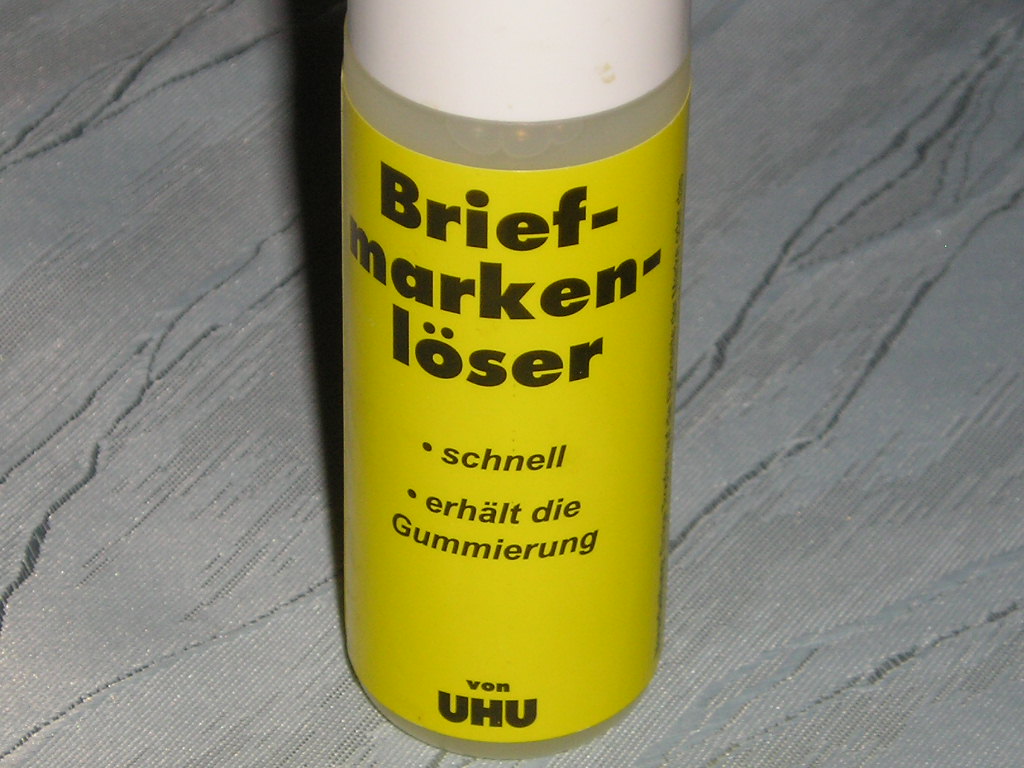 Brief-
marken-
löser
• schnell
• erhält die
Gummierung
von
UHU